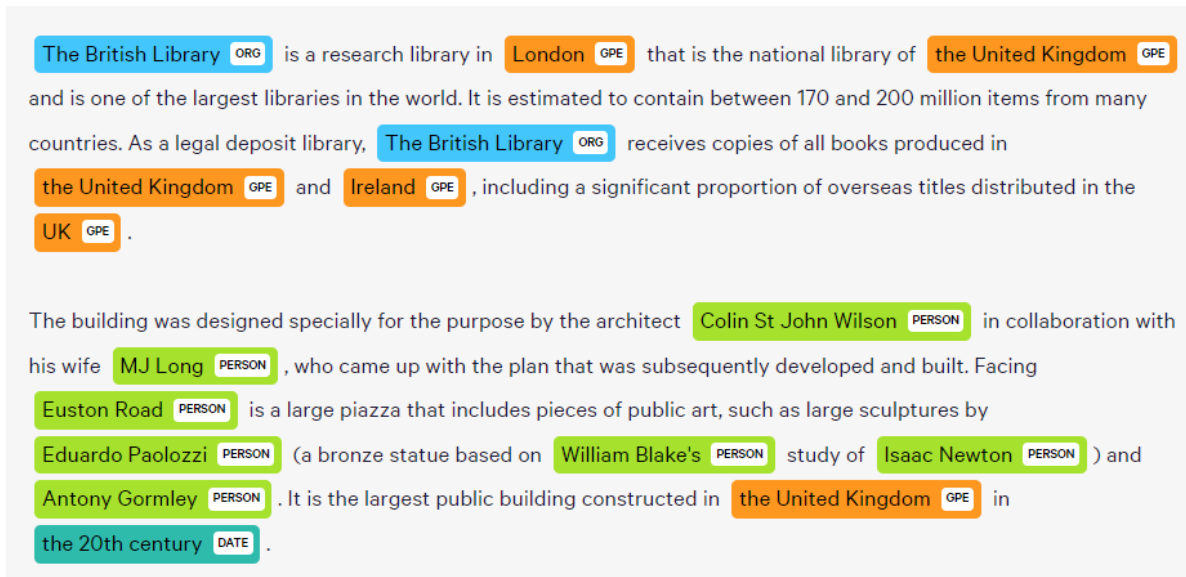 The British Library ORG is a research library in London GPE that is the national library of the United Kingdom GPE
and is one of the largest libraries in the world. It is estimated to contain between 170 and 200 million items from many
countries. As a legal deposit library, The British Library ORG receives copies of all books produced in
the United Kingdom GPE and Ireland GPE , including a significant proportion of overseas titles distributed in the
UK GPE .
The building was designed specially for the purpose by the architect Colin St John Wilson PERSON in collaboration with
his wife MJ Long PERSON , who came up with the plan that was subsequently developed and built. Facing
Euston Road PERSON is a large piazza that includes pieces of public art, such as large sculptures by
Eduardo Paolozzi PERSON (a bronze statue based on William Blake's PERSON study of Isaac Newton PERSON ) and
Antony Gormley PERSON . It is the largest public building constructed in the United Kingdom GPE in
the 20th century DATE .